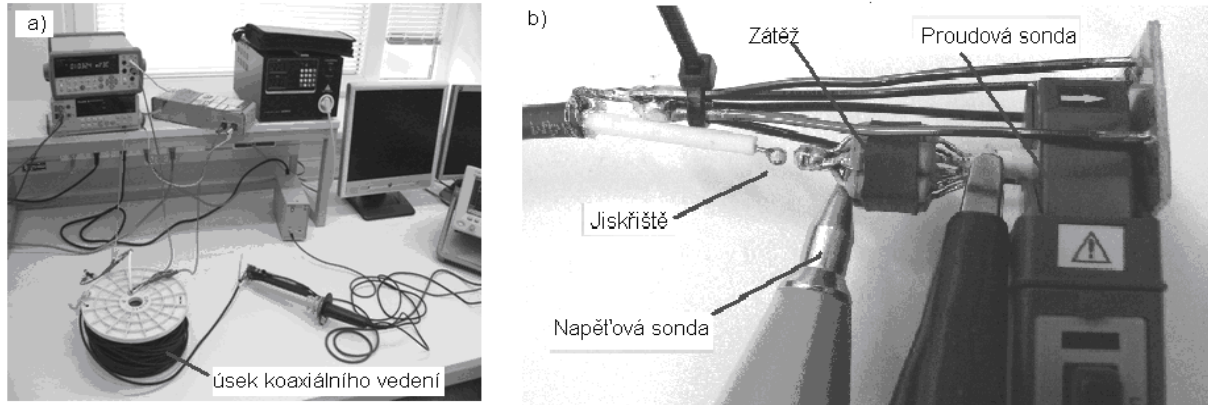 a)
úsek koaxiálního vedení
b)
Zátěž
Proudová sonda
Jiskřiště
Napěťová sonda